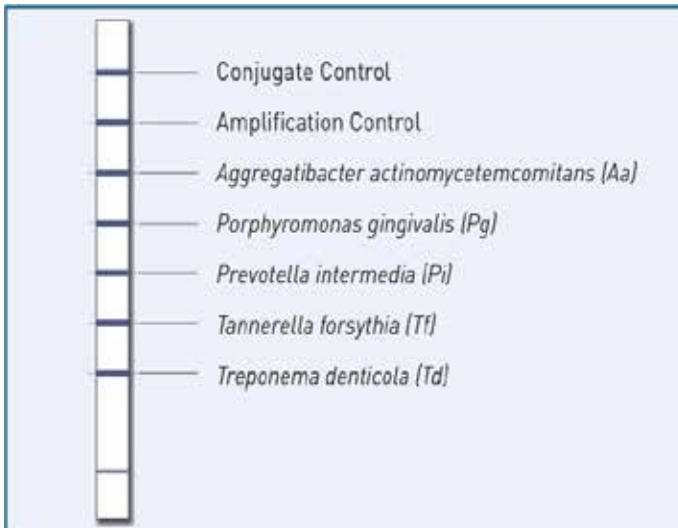 Conjugate Control
Amplification Control
Aggregatibacter actinomycetemcomitans (Aa)
Porphyromonas gingivalis (Pg)
Prevotella intermedia (Pi)
Tannerella forsythia (Tf)
Treponema denticola (Td)